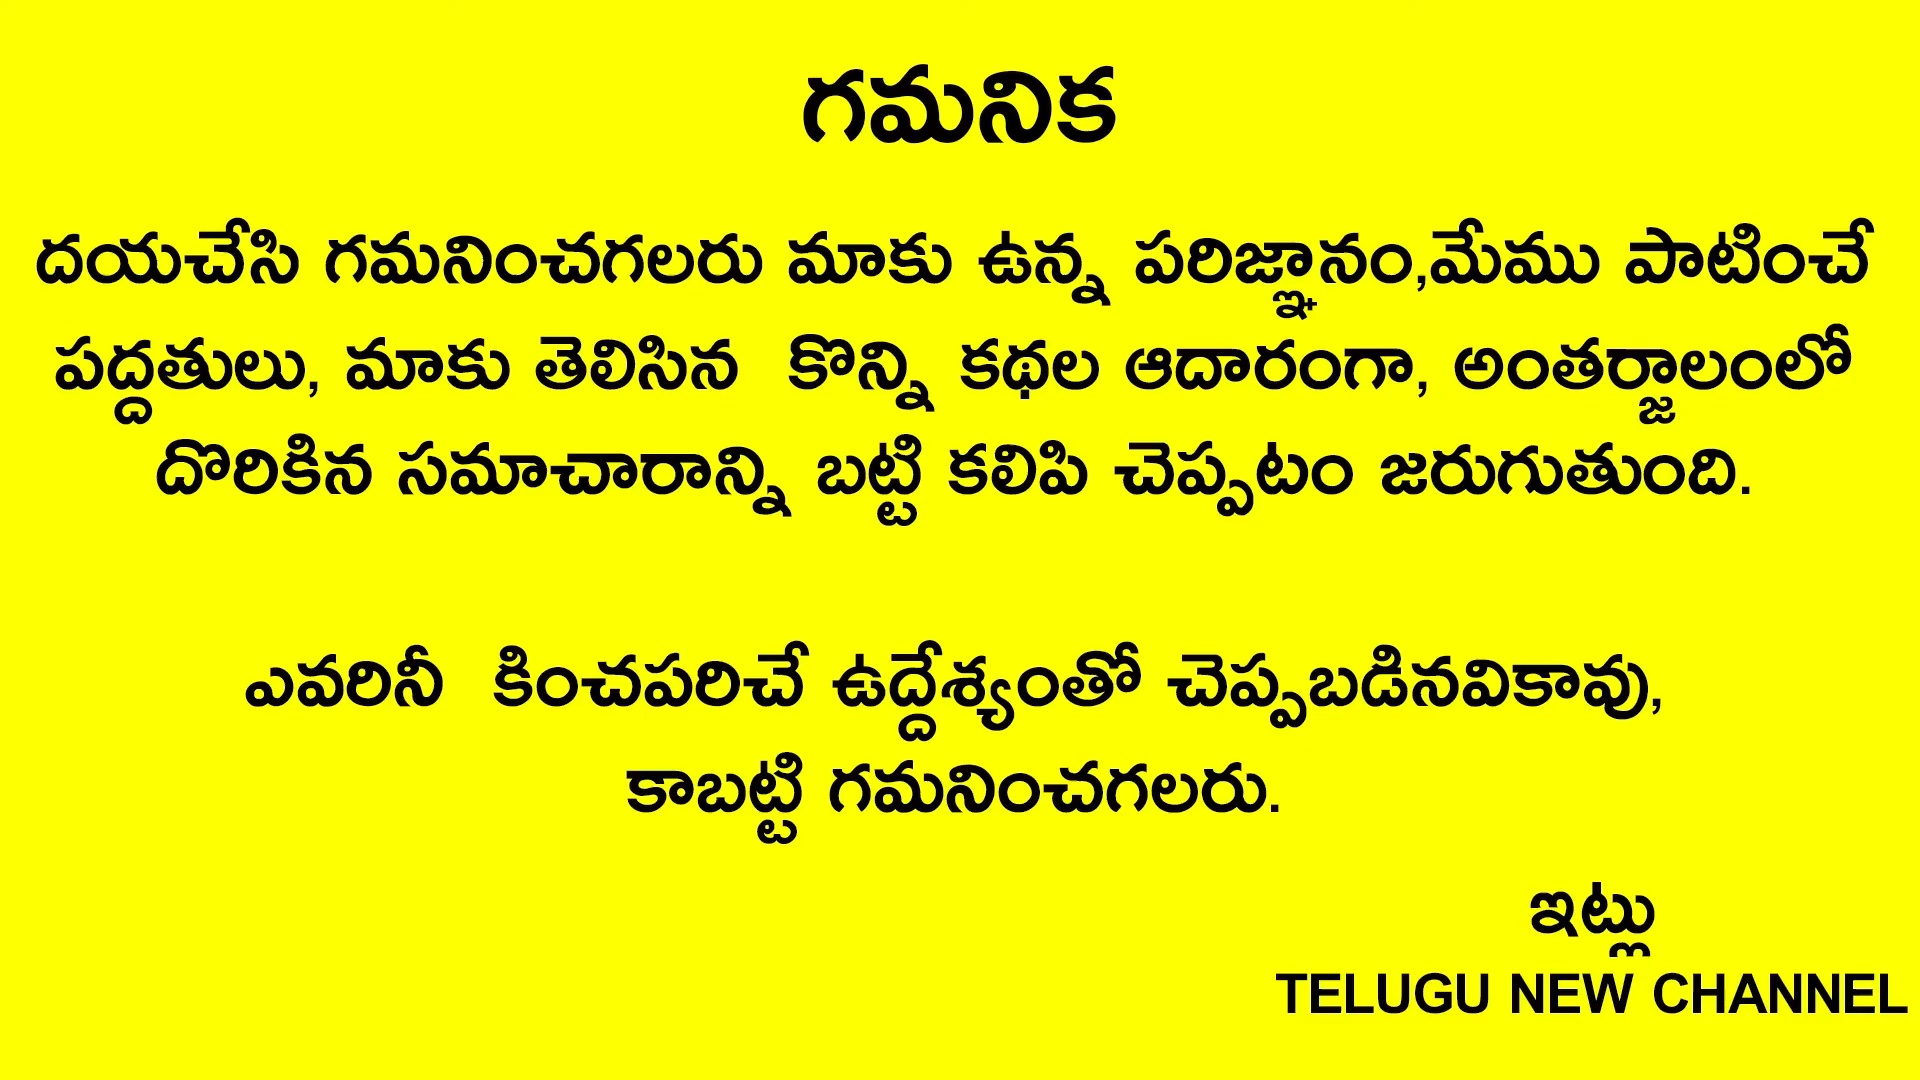 గమనిక
దయచేసి గమనించగలరు మాకు ఉన్న పరిజ్ఞానం,మేము పాటించే
పద్దతులు, మాకు తెలిసిన కొన్ని కథల ఆదారంగా, అంతర్జాలంలో
దొరికిన సమాచారాన్ని బట్టి కలిపి చెప్పటం జరుగుతుంది.
ఎవరినీ కించపరిచే ఉద్దేశ్యంతో చెప్పబడినవికావు,
కాబట్టి గమనించగలరు.
ఇట్లు
TELUGU NEW CHANNEL